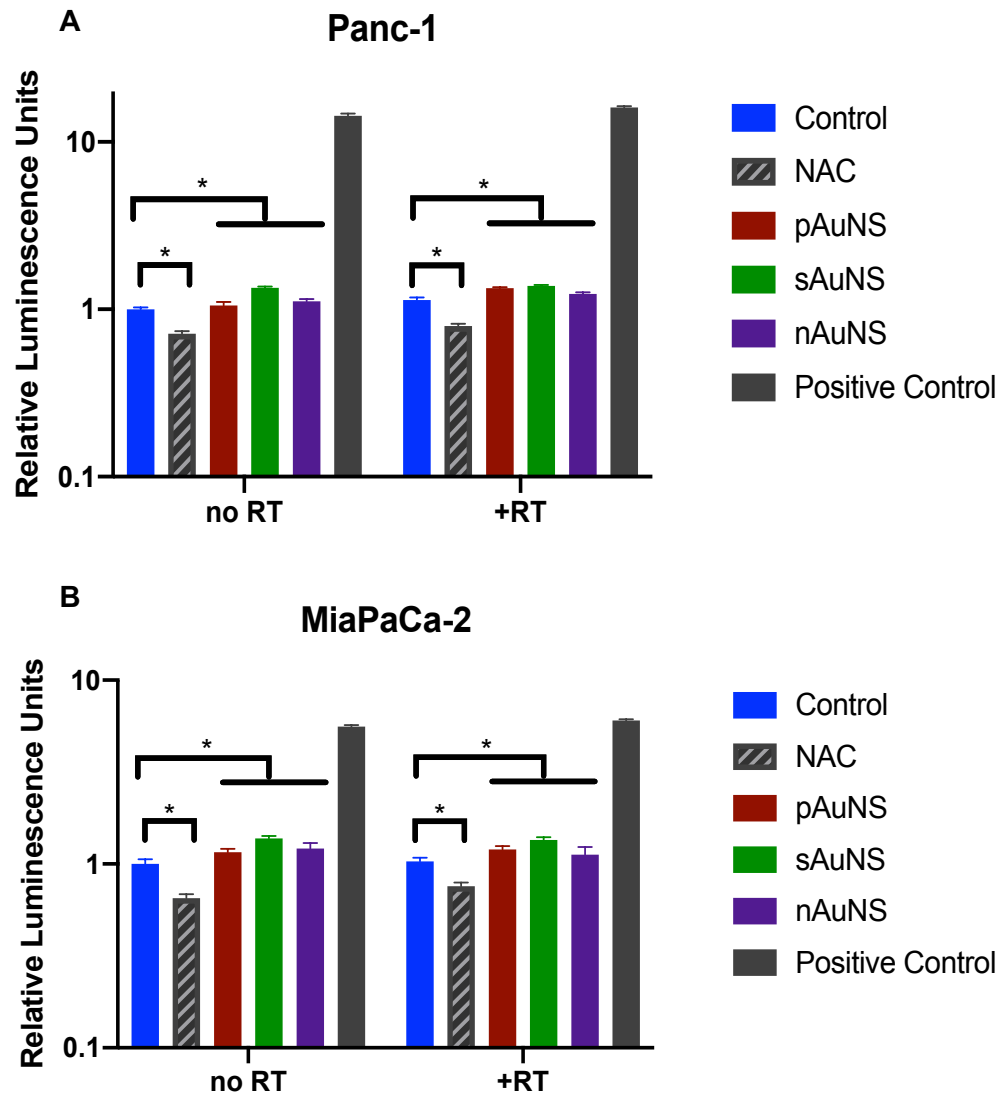 A
Panc-1
Relative Luminescence Units
10
1
0.1
*
*
*
*
no RT
+RT
Control
NAC
pAuNS
sAuNS
nAuNS
Positive Control
B
MiaPaCa-2
Relative Luminescence Units
10
1
0.1
*
*
*
*
no RT
+RT
Control
NAC
pAuNS
sAuNS
nAuNS
Positive Control